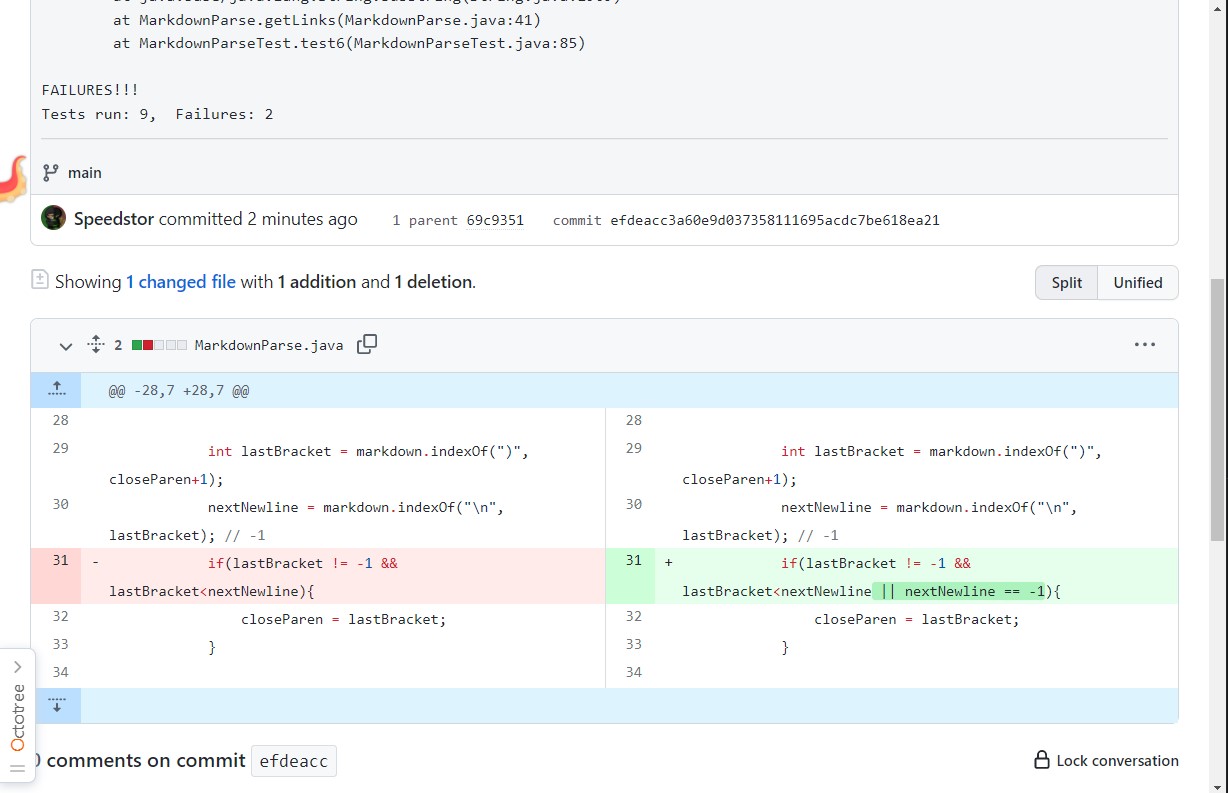 at MarkdownParse.getLinks(MarkdownParse.java:41)
at MarkdownParseTest.test6(MarkdownParseTest.java:85)
FAILURES!!!
Tests run: 9,  Failures: 2
main
Speedstor committed 2 minutes ago 1 parent 69c9351 commit efdeacc3a60e9d037358111695acdc7be618ea21
Showing 1 changed file with 1 addition and 1 deletion.
Split Unified
2 MarkdownParse.java
@@ -28,7 +28,7 @@
28 28
29 int lastBracket = markdown.indexOf(")", 29 int lastBracket = markdown.indexOf(")",
closeParen+1); closeParen+1);
30 nextNewline = markdown.indexOf("\n", 30 nextNewline = markdown.indexOf("\n",
lastBracket); // -1 lastBracket); // -1
31 - if(lastBracket != -1 && 31 + if(lastBracket != -1 &&
lastBracket<nextNewline){ lastBracket<nextNewline || nextNewline == -1){
32 closeParen = lastBracket; 32 closeParen = lastBracket;
33 } 33 }
34 34
Octotree
0 comments on commit efdeacc
Lock conversation